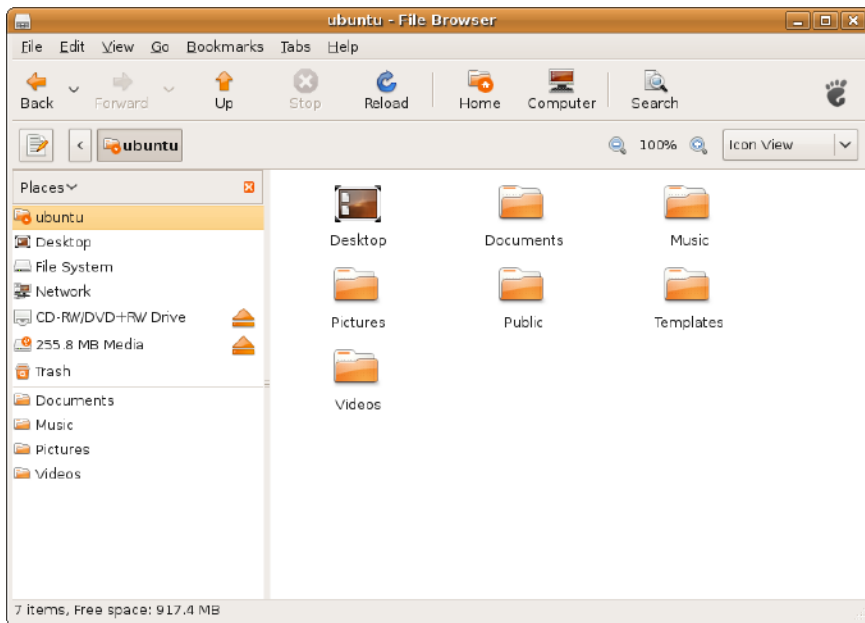 ubuntu - File Browser
File Edit View Go Bookmarks Tabs Help
Back Forward Up Stop Reload Home Computer Search
ubuntu 100% Icon View
Places
ubuntu
Desktop
File System
Network
CD-RW/DVD+RW Drive
255.8 MB Media
Trash
Documents
Music
Pictures
Videos
Desktop Documents Music
Pictures Public Templates
Videos
7 items, Free space: 917.4 MB